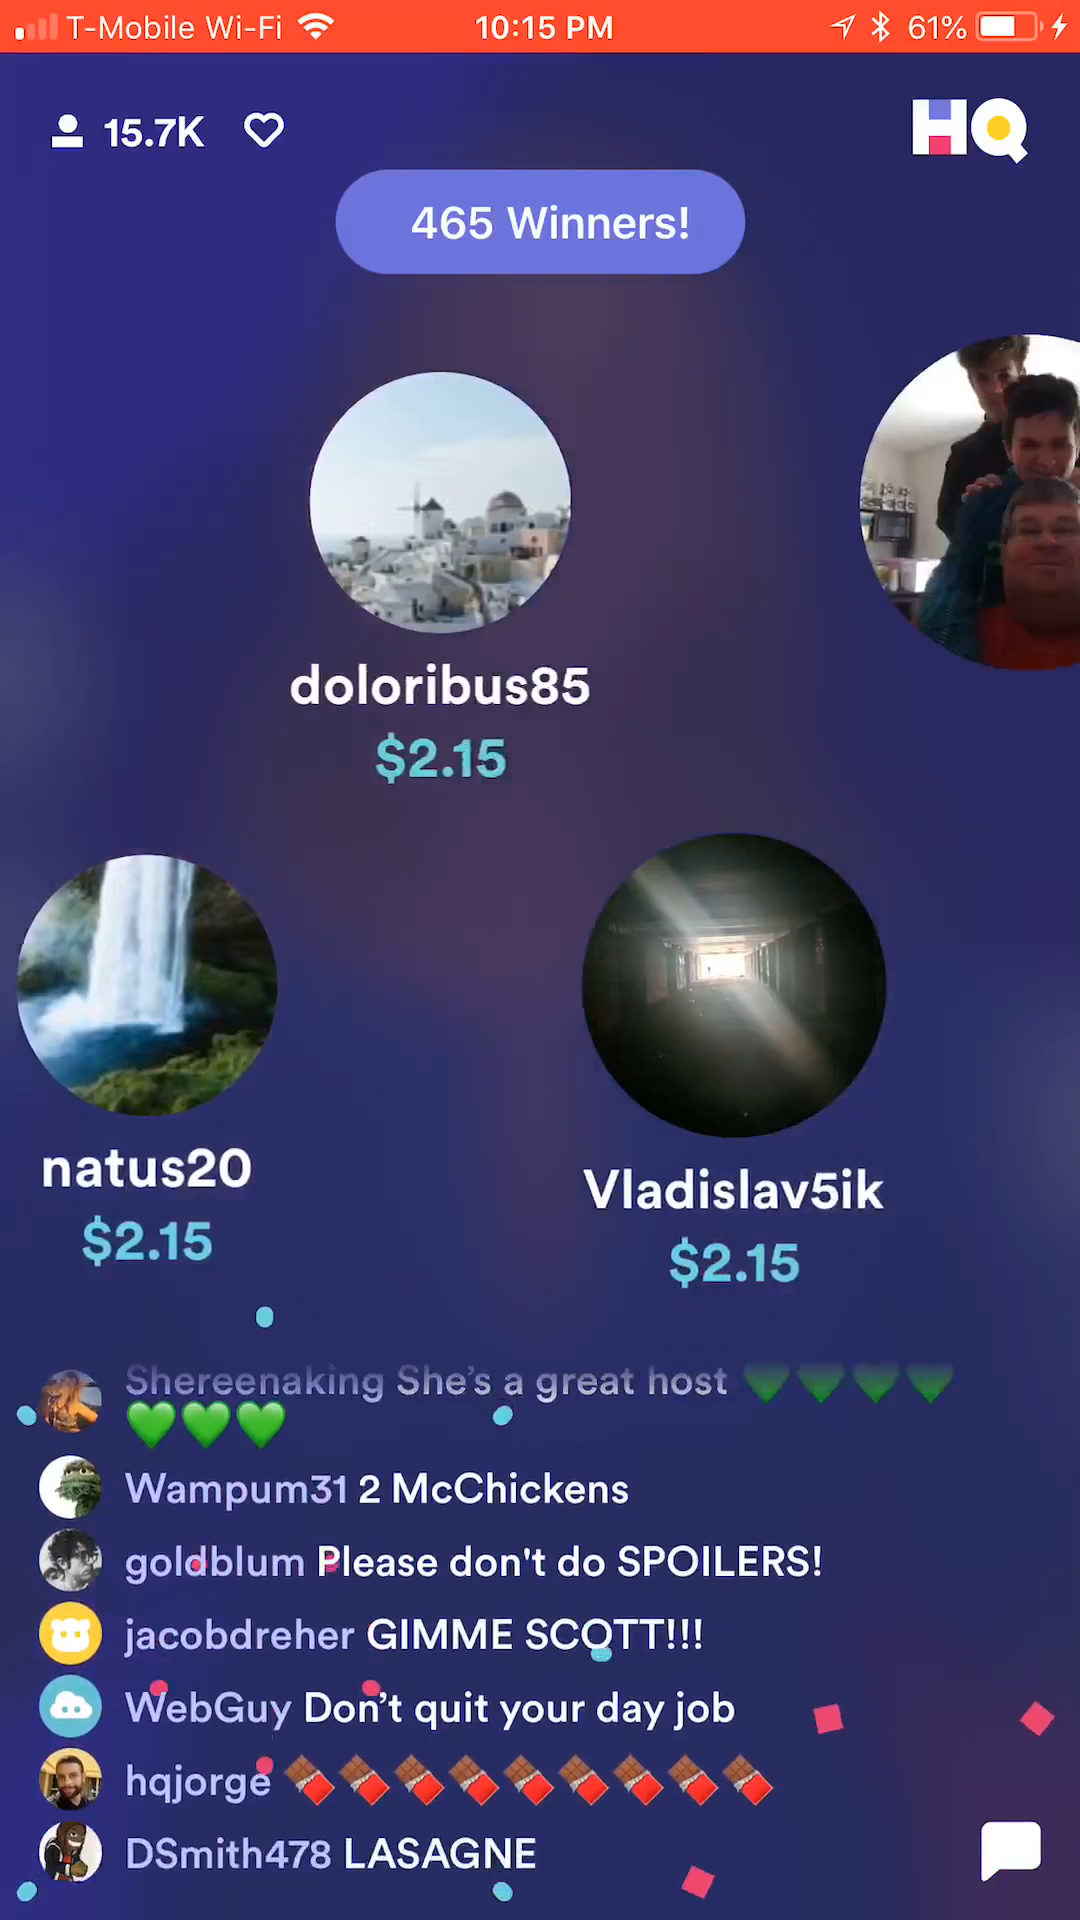 T-Mobile Wi-Fi 10:15 PM 61%
15.7K HQ
465 Winners!
doloribus85
$2.15
natus20
$2.15
Vladislav5ik
$2.15
Shereenaking She's a great host 💚💚💚💚
💚💚💚
Wampum31 2 McChickens
goldblum Please don't do SPOILERS!
jacobdreher GIMME SCOTT!!!
WebGuy Don't quit your day job
hqjorge 🍫🍫🍫🍫🍫🍫🍫🍫🍫
DSmith478 LASAGNE